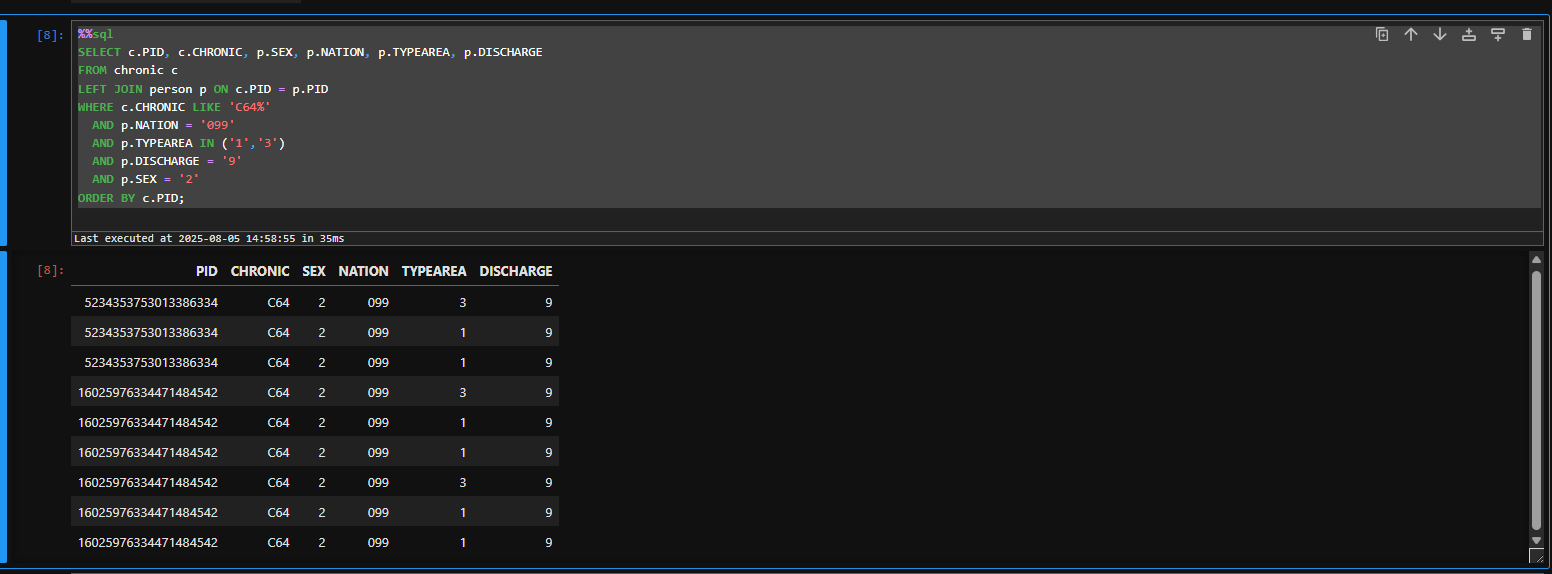 [8]:
%%sql
SELECT c.PID, c.CHRONIC, p.SEX, p.NATION, p.TYPEAREA, p.DISCHARGE
FROM chronic c
LEFT JOIN person p ON c.PID = p.PID
WHERE c.CHRONIC LIKE 'C64%'
  AND p.NATION = '099'
  AND p.TYPEAREA IN ('1','3')
  AND p.DISCHARGE = '9'
  AND p.SEX = '2'
ORDER BY c.PID;
Last executed at 2025-08-05 14:58:55 in 35ms
[8]:
PID CHRONIC SEX NATION TYPEAREA DISCHARGE
5234353753013386334 C64 2 099 3 9
5234353753013386334 C64 2 099 1 9
5234353753013386334 C64 2 099 1 9
16025976334471484542 C64 2 099 3 9
16025976334471484542 C64 2 099 1 9
16025976334471484542 C64 2 099 1 9
16025976334471484542 C64 2 099 3 9
16025976334471484542 C64 2 099 1 9
16025976334471484542 C64 2 099 1 9